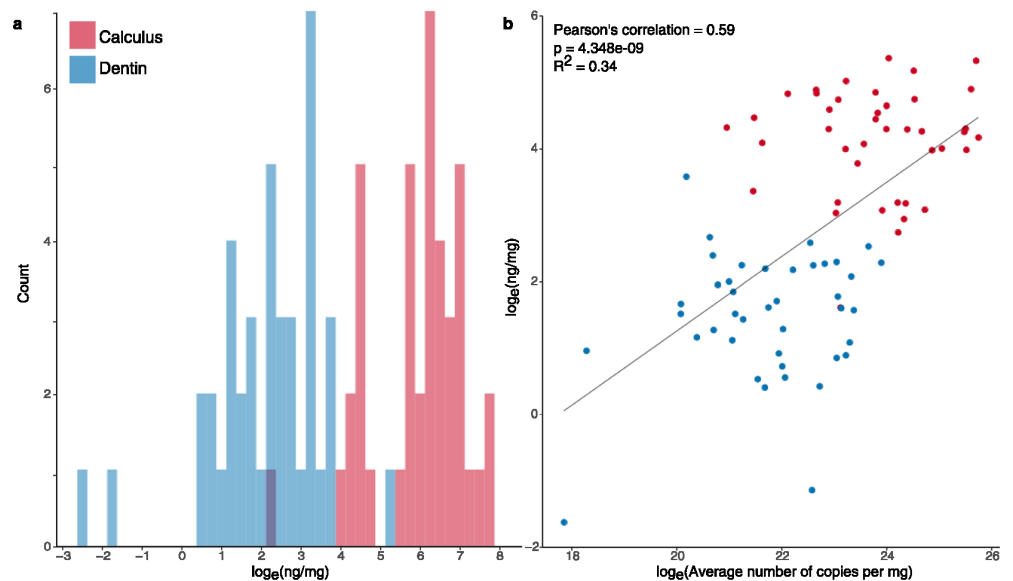 a
Calculus
Dentin
6
4
2
0
Count
−3 −2 −1 0 1 2 3 4 5 6 7 8
logₑ(ng/mg)
b
Pearson's correlation = 0.59
p = 4.348e-09
R² = 0.34
6
4
2
0
−2
logₑ(ng/mg)
18 20 22 24 26
logₑ(Average number of copies per mg)